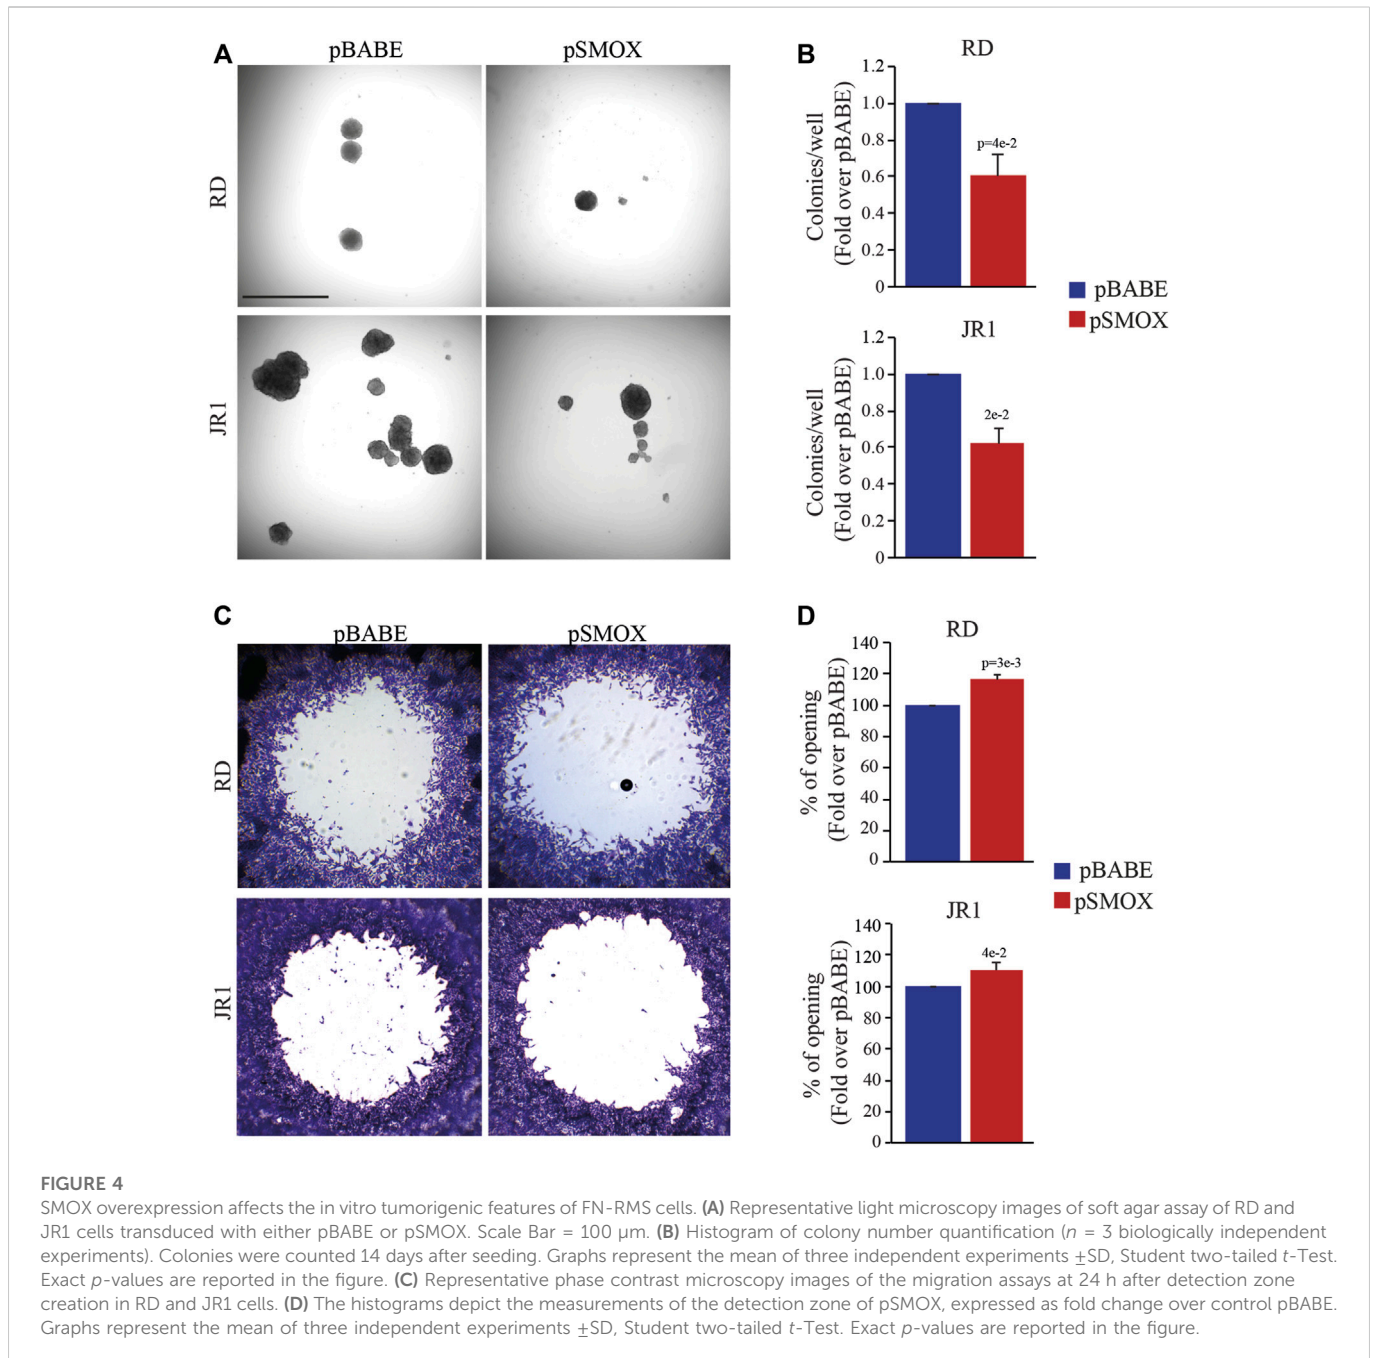 A
pBABE
pSMOX
RD
JR1
B
RD
Colonies/well
(Fold over pBABE)
1.2
1.0
0.8
0.6
0.4
0.2
0
p=4e-2
JR1
Colonies/well
(Fold over pBABE)
1.2
1.0
0.8
0.6
0.4
0.2
0
2e-2
pBABE
pSMOX
C
pBABE
pSMOX
RD
JR1
D
RD
% of opening
(Fold over pBABE)
140
120
100
80
60
40
20
0
p=3e-3
JR1
% of opening
(Fold over pBABE)
140
120
100
80
60
40
20
0
4e-2
pBABE
pSMOX
FIGURE 4
SMOX overexpression affects the in vitro tumorigenic features of FN-RMS cells. (A) Representative light microscopy images of soft agar assay of RD and
JR1 cells transduced with either pBABE or pSMOX. Scale Bar = 100 µm. (B) Histogram of colony number quantification (n = 3 biologically independent
experiments). Colonies were counted 14 days after seeding. Graphs represent the mean of three independent experiments ±SD, Student two-tailed t-Test.
Exact p-values are reported in the figure. (C) Representative phase contrast microscopy images of the migration assays at 24 h after detection zone
creation in RD and JR1 cells. (D) The histograms depict the measurements of the detection zone of pSMOX, expressed as fold change over control pBABE.
Graphs represent the mean of three independent experiments ±SD, Student two-tailed t-Test. Exact p-values are reported in the figure.